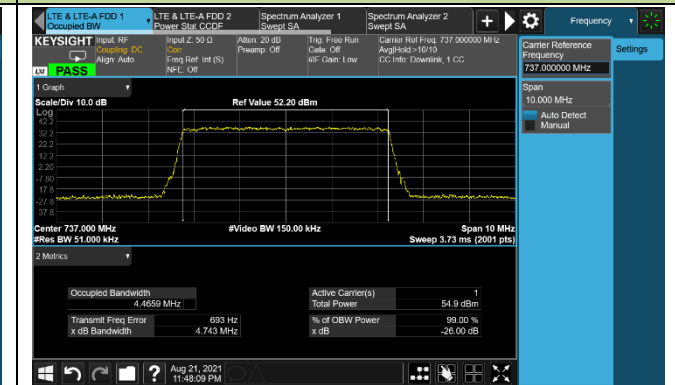 LTE & LTE-A FDD 1
Occupied BW
LTE & LTE-A FDD 2
Power Stat CCDF
Spectrum Analyzer 1
Swept SA
Spectrum Analyzer 2
Swept SA
Frequency
KEYSIGHT
Input: RF
Coupling: DC
Align: Auto
Input Z: 50 Ω
Corr
Freq Ref: Int (S)
NFE: Off
Atten: 20 dB
Preamp: Off
Trig: Free Run
Gate: Off
#IF Gain: Low
Carrier Ref Freq: 737.000000 MHz
Avg|Hold:>10/10
CC Info: Downlink, 1 CC
LXI PASS
Carrier Reference Frequency
737.000000 MHz
Settings
Span
10.000 MHz
Auto Detect
Manual
1 Graph
Scale/Div 10.0 dB
Ref Value 52.20 dBm
Log
42.2
32.2
22.2
12.2
2.20
-7.80
-17.8
-27.8
-37.8
Center 737.000 MHz
#Video BW 150.00 kHz
Span 10 MHz
#Res BW 51.000 kHz
Sweep 3.73 ms (2001 pts)
2 Metrics
Occupied Bandwidth
4.4659 MHz
Active Carrier(s) 1
Total Power 54.9 dBm
Transmit Freq Error 693 Hz
x dB Bandwidth 4.743 MHz
% of OBW Power 99.00 %
x dB -26.00 dB
Aug 21, 2021
11:48:09 PM